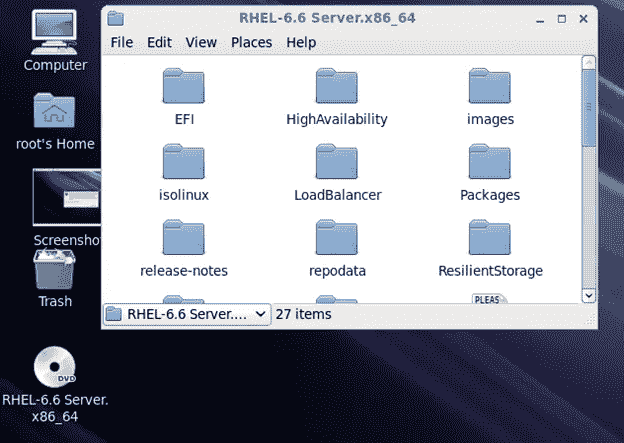 Computer
root's Home
Screensho
Trash
DVD
RHEL-6.6 Server.
x86_64
RHEL-6.6 Server.x86_64
File Edit View Places Help
EFI HighAvailability images
isolinux LoadBalancer Packages
release-notes repodata ResilientStorage
PLEAS
RHEL-6.6 Server.... 27 items